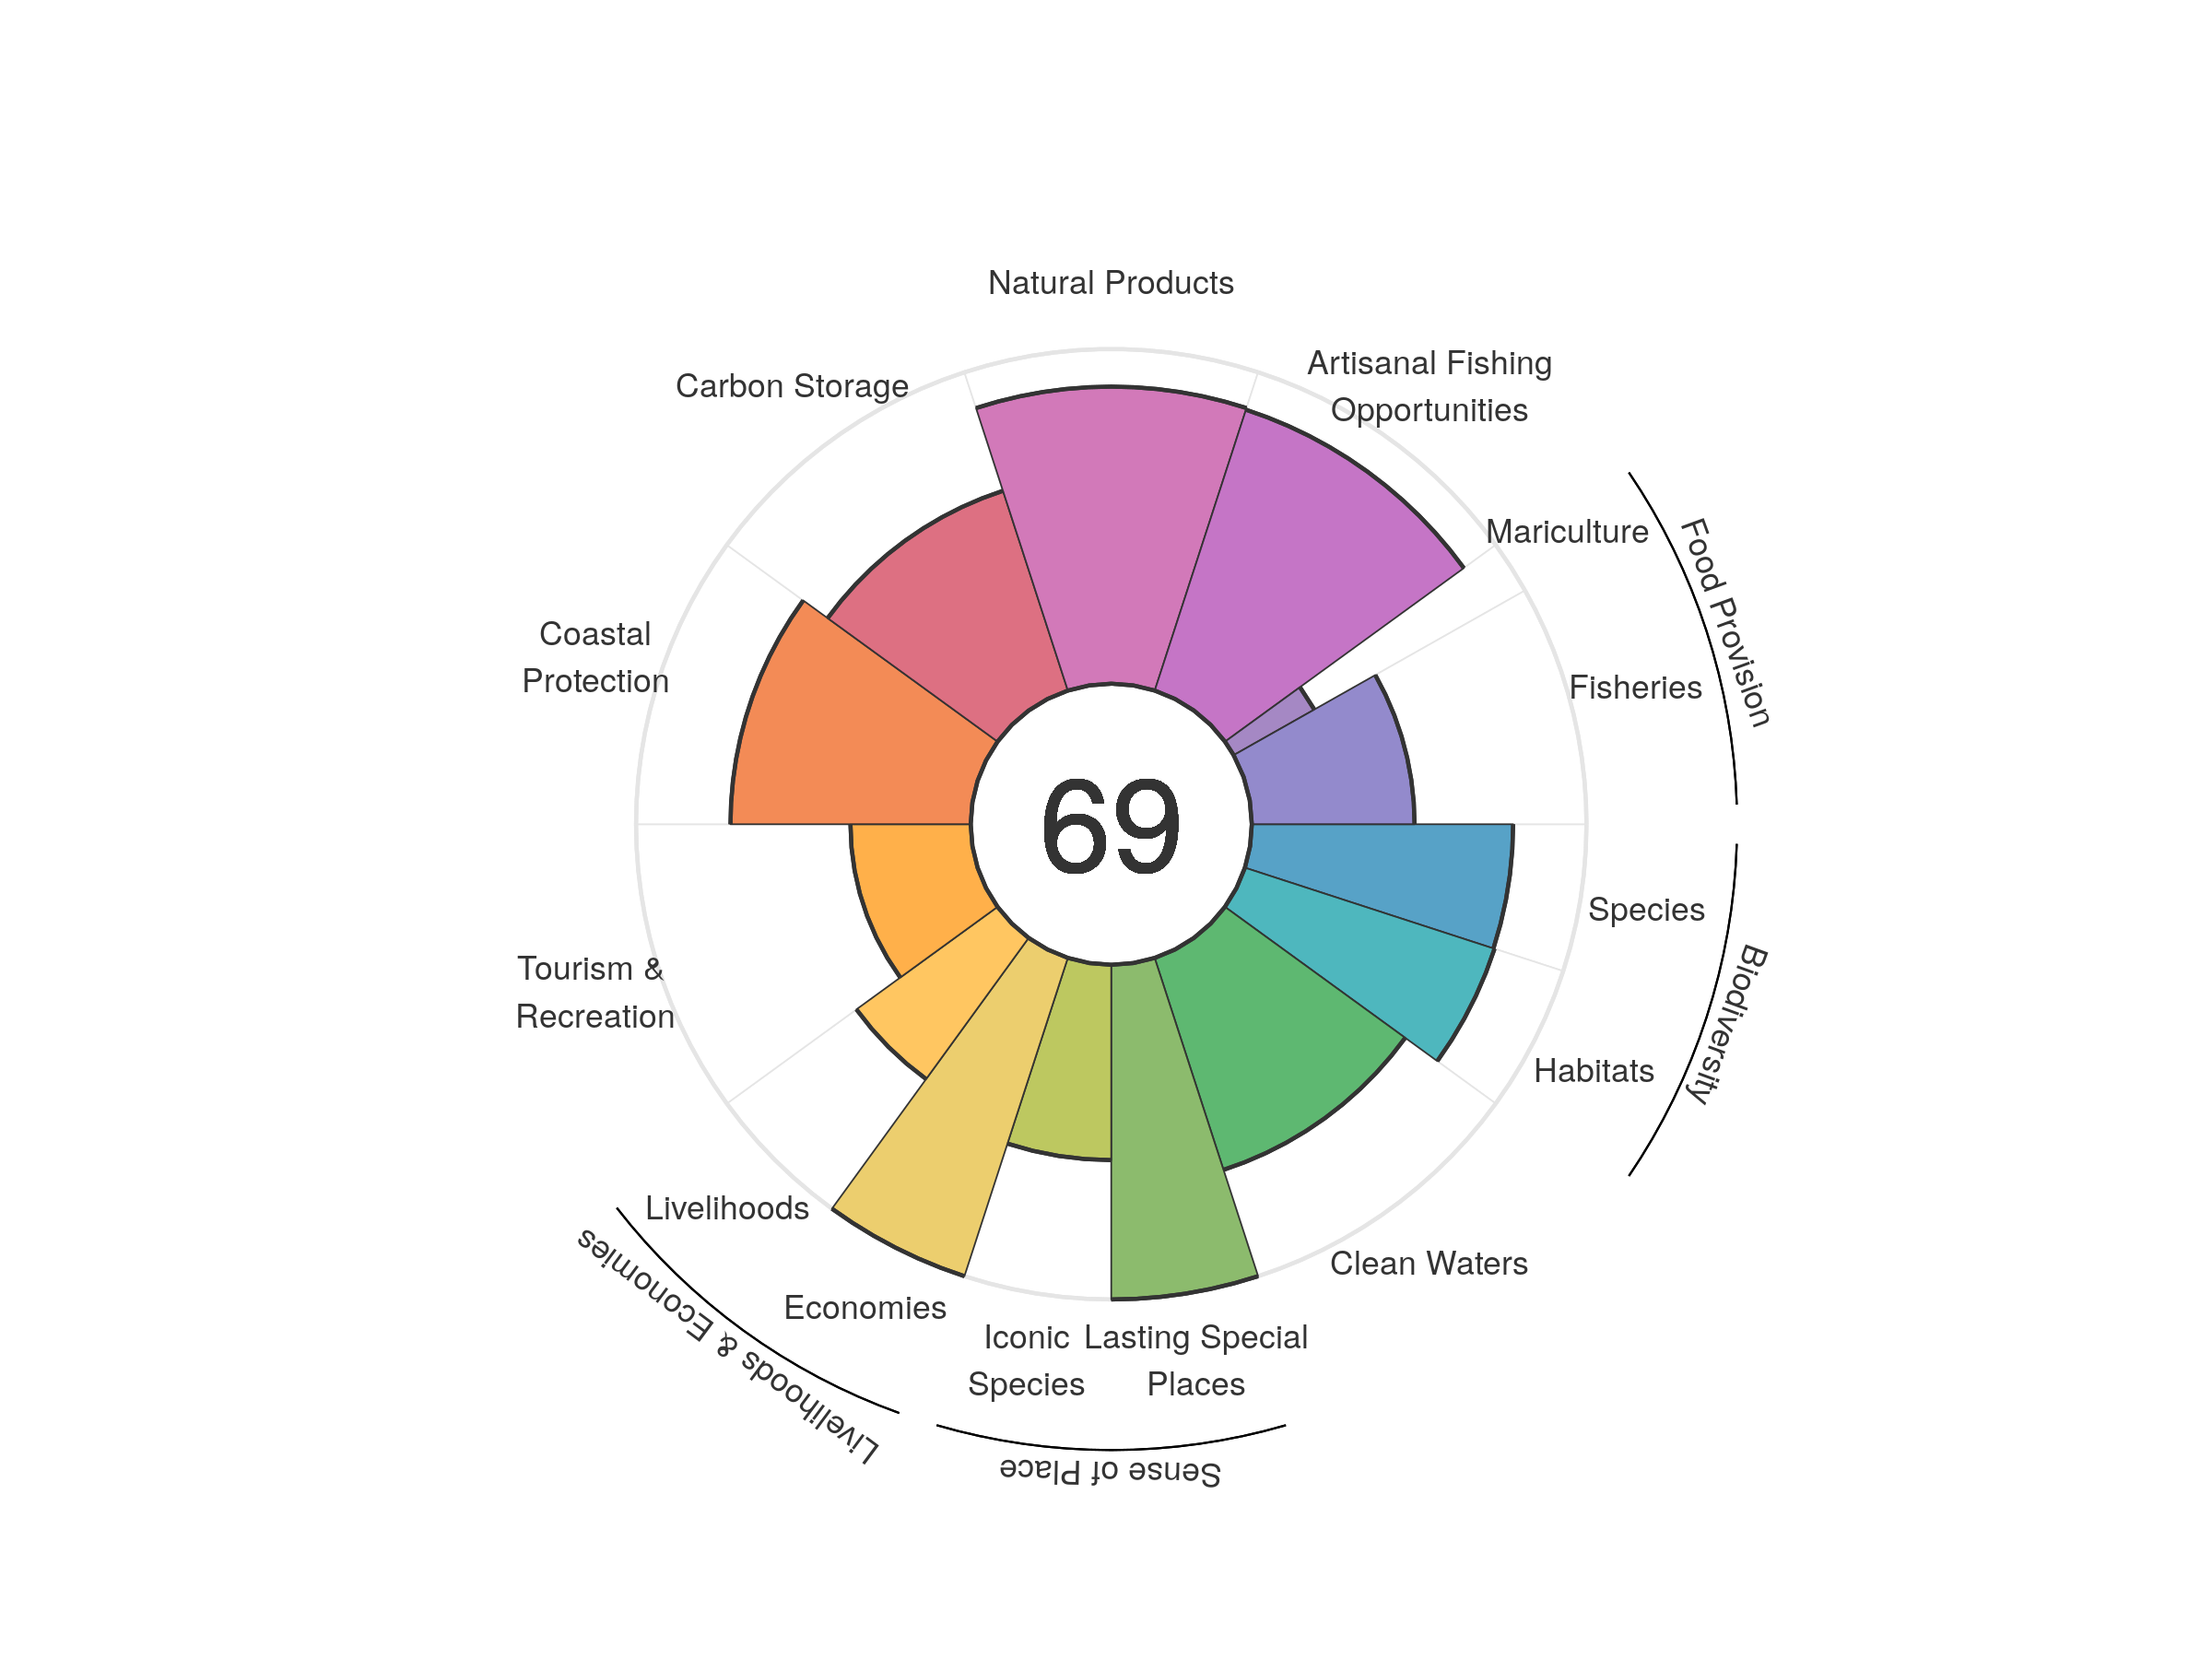 Natural Products
Artisanal Fishing
Opportunities
Carbon Storage
Mariculture
Food Provision
Coastal
Protection
Fisheries
69
Species
Biodiversity
Tourism &
Recreation
Habitats
Livelihoods
Clean Waters
Livelihoods & Economies
Economies
Iconic
Species
Lasting Special
Places
Sense of Place